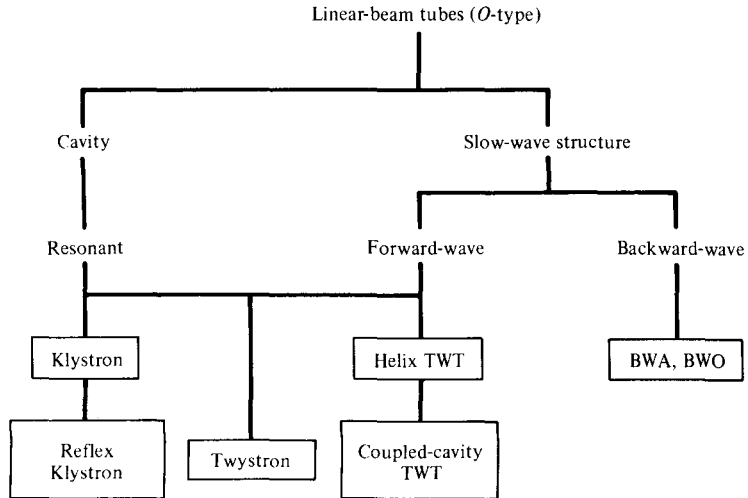 Linear-beam tubes (O-type)
Cavity
Slow-wave structure
Resonant
Forward-wave
Backward-wave
Klystron
Helix TWT
BWA, BWO
Reflex
Klystron
Twystron
Coupled-cavity
TWT